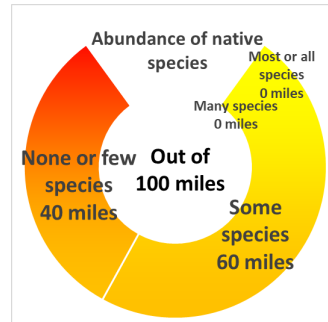 Abundance of native
species
Most or all
species
0 miles
Many species
0 miles
None or few
species
40 miles
Out of
100 miles
Some
species
60 miles